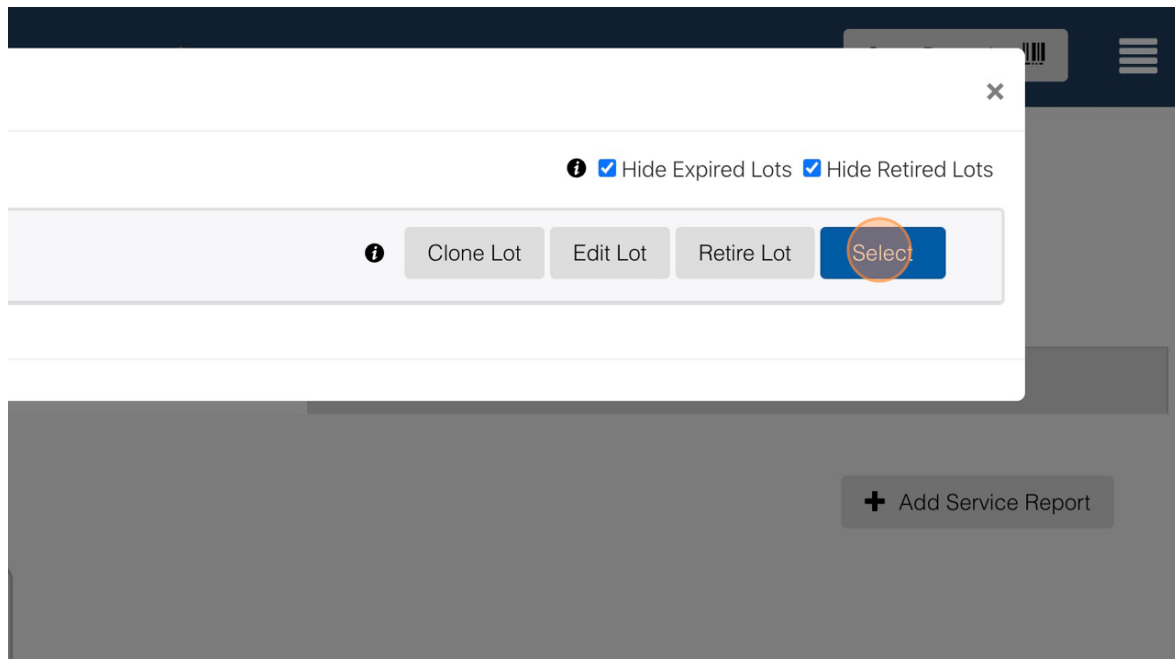 Hide Expired Lots Hide Retired Lots
Clone Lot Edit Lot Retire Lot Select
Add Service Report